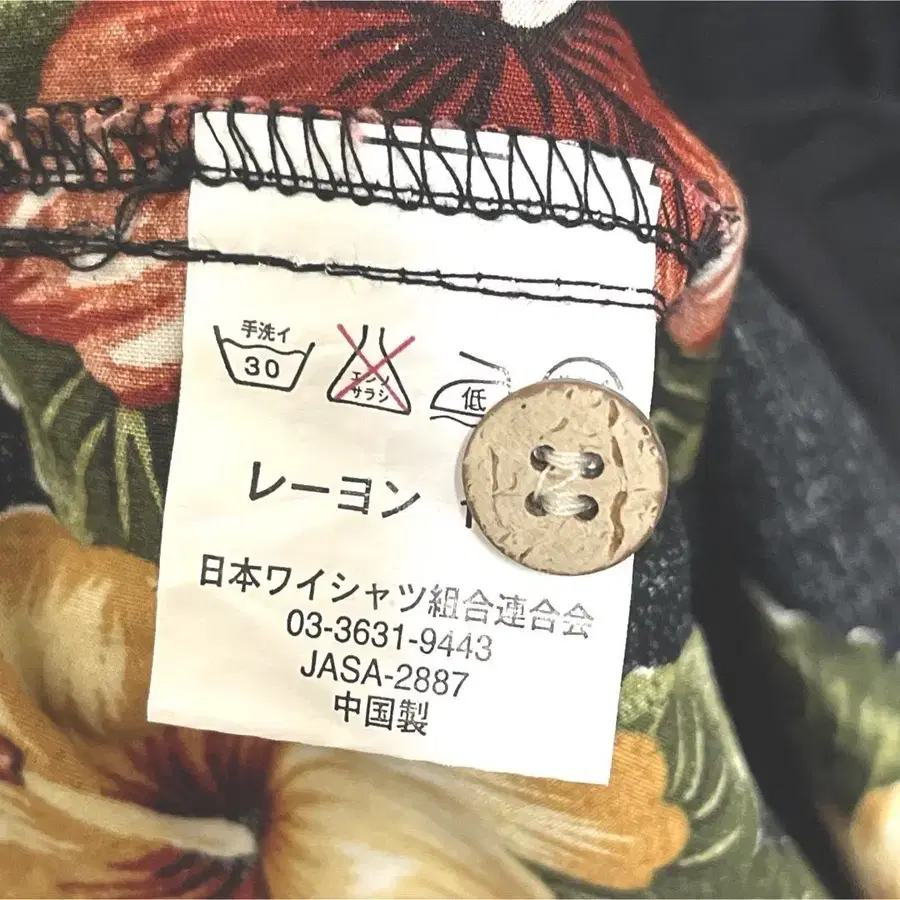 手洗イ
30
エンソ
サラシ
低
レーヨン
日本ワイシャツ組合連合会
03-3631-9443
JASA-2887
中国製